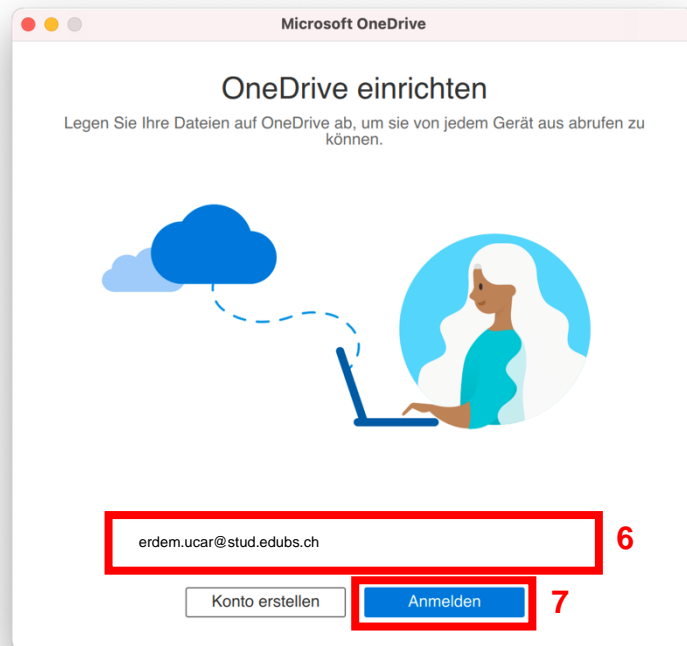 Microsoft OneDrive
OneDrive einrichten
Legen Sie Ihre Dateien auf OneDrive ab, um sie von jedem Gerät aus abrufen zu
können.
erdem.ucar@stud.edubs.ch
6
Konto erstellen
Anmelden
7